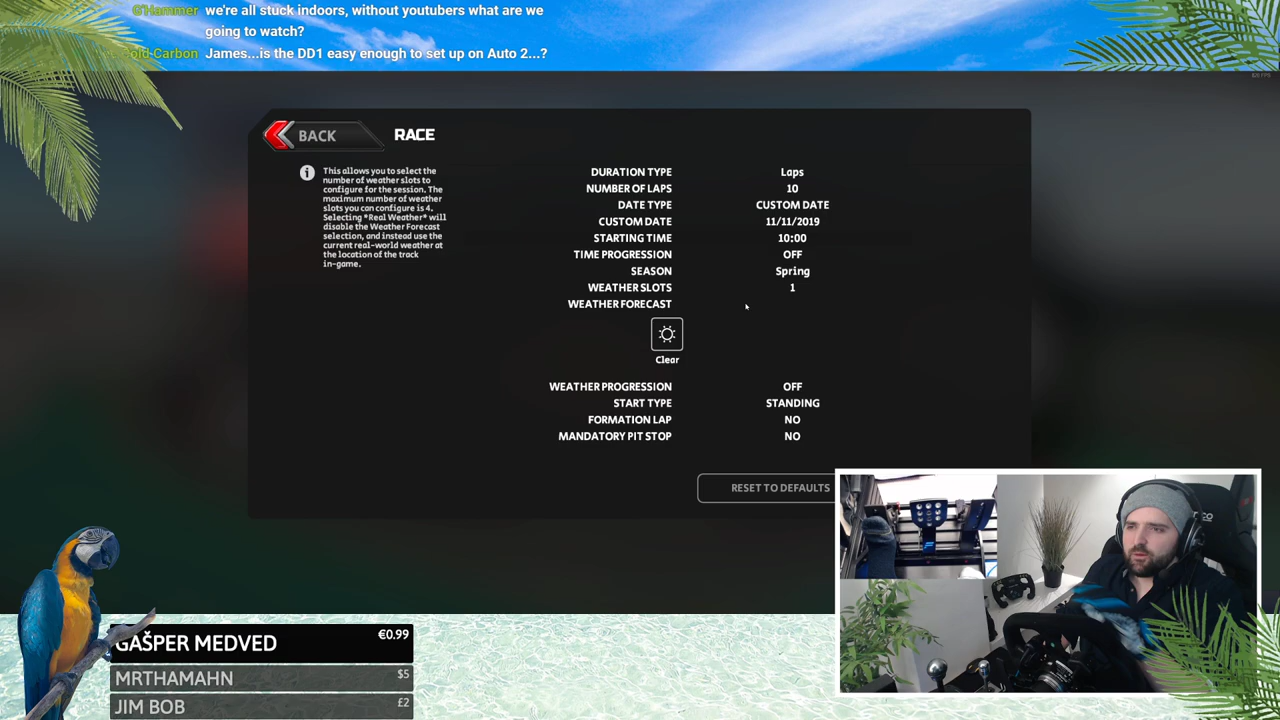 G'Hammer we're all stuck indoors, without youtubers what are we
going to watch?
old Carbon James...is the DD1 easy enough to set up on Auto 2...?
BACK
RACE
This allows you to select the
number of weather slots to
configure for the session. The
maximum number of weather
slots you can configure is 4.
Selecting *Real Weather* will
disable the Weather Forecast
selection, and instead use the
current real-world weather at
the location of the track
in-game.
DURATION TYPE Laps
NUMBER OF LAPS 10
DATE TYPE CUSTOM DATE
CUSTOM DATE 11/11/2019
STARTING TIME 10:00
TIME PROGRESSION OFF
SEASON Spring
WEATHER SLOTS 1
WEATHER FORECAST
Clear
WEATHER PROGRESSION OFF
START TYPE STANDING
FORMATION LAP NO
MANDATORY PIT STOP NO
RESET TO DEFAULTS
GAŠPER MEDVED €0.99
MRTHAMAHN $5
JIM BOB £2